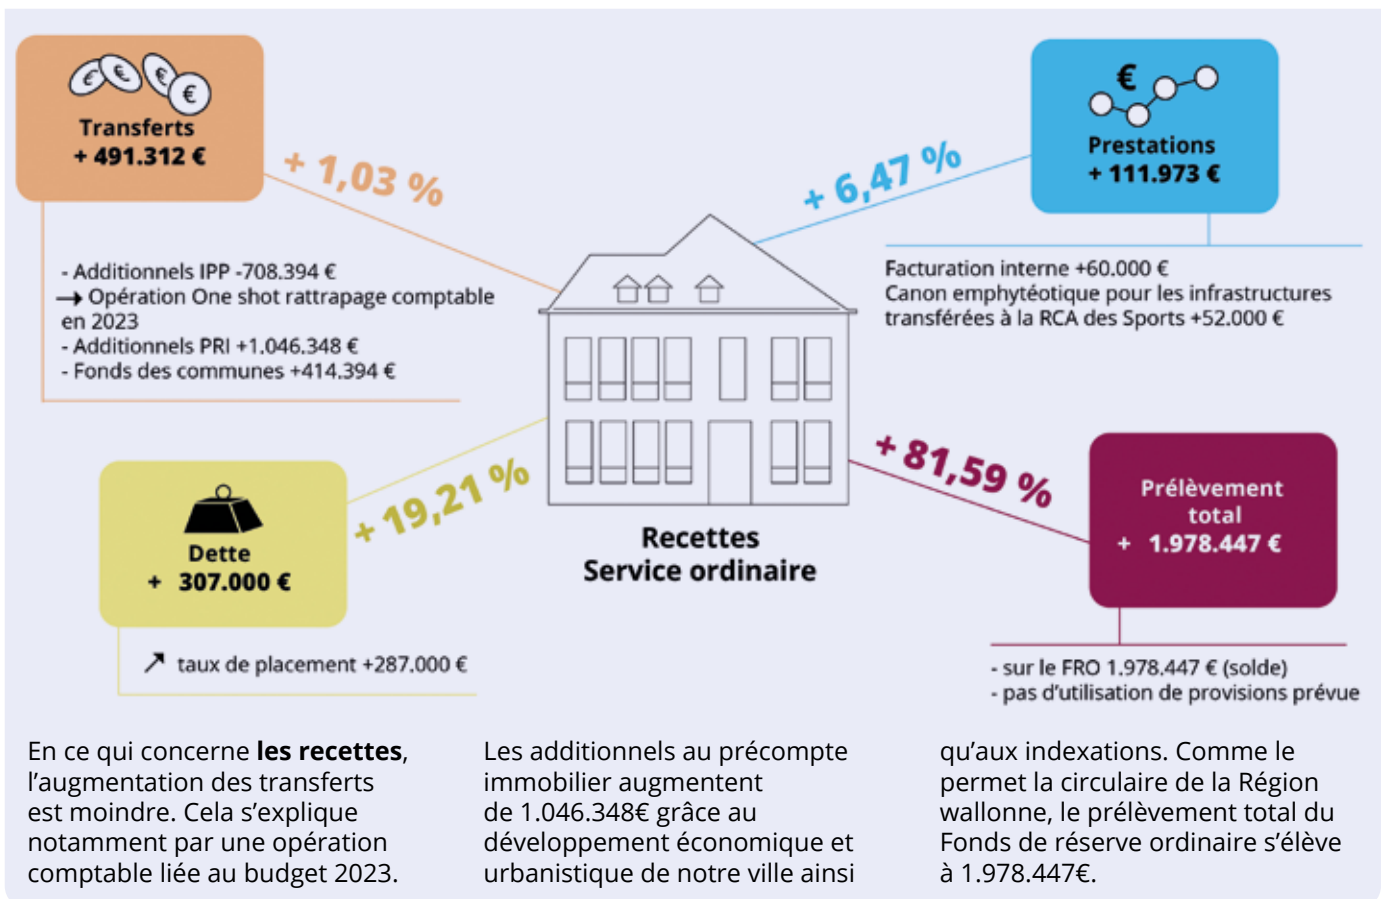 Transferts
+ 491.312 €
+ 1,03 %
- Additionnels IPP -708.394 €
→ Opération One shot rattrapage comptable
en 2023
- Additionnels PRI +1.046.348 €
- Fonds des communes +414.394 €
€
Prestations
+ 111.973 €
+ 6,47 %
Facturation interne +60.000 €
Canon emphytéotique pour les infrastructures
transférées à la RCA des Sports +52.000 €
Dette
+ 307.000 €
+ 19,21 %
↗ taux de placement +287.000 €
Recettes
Service ordinaire
+ 81,59 %
Prélèvement
total
+ 1.978.447 €
- sur le FRO 1.978.447 € (solde)
- pas d'utilisation de provisions prévue
En ce qui concerne les recettes,
l'augmentation des transferts
est moindre. Cela s'explique
notamment par une opération
comptable liée au budget 2023.
Les additionnels au précompte
immobilier augmentent
de 1.046.348€ grâce au
développement économique et
urbanistique de notre ville ainsi
qu'aux indexations. Comme le
permet la circulaire de la Région
wallonne, le prélèvement total du
Fonds de réserve ordinaire s'élève
à 1.978.447€.